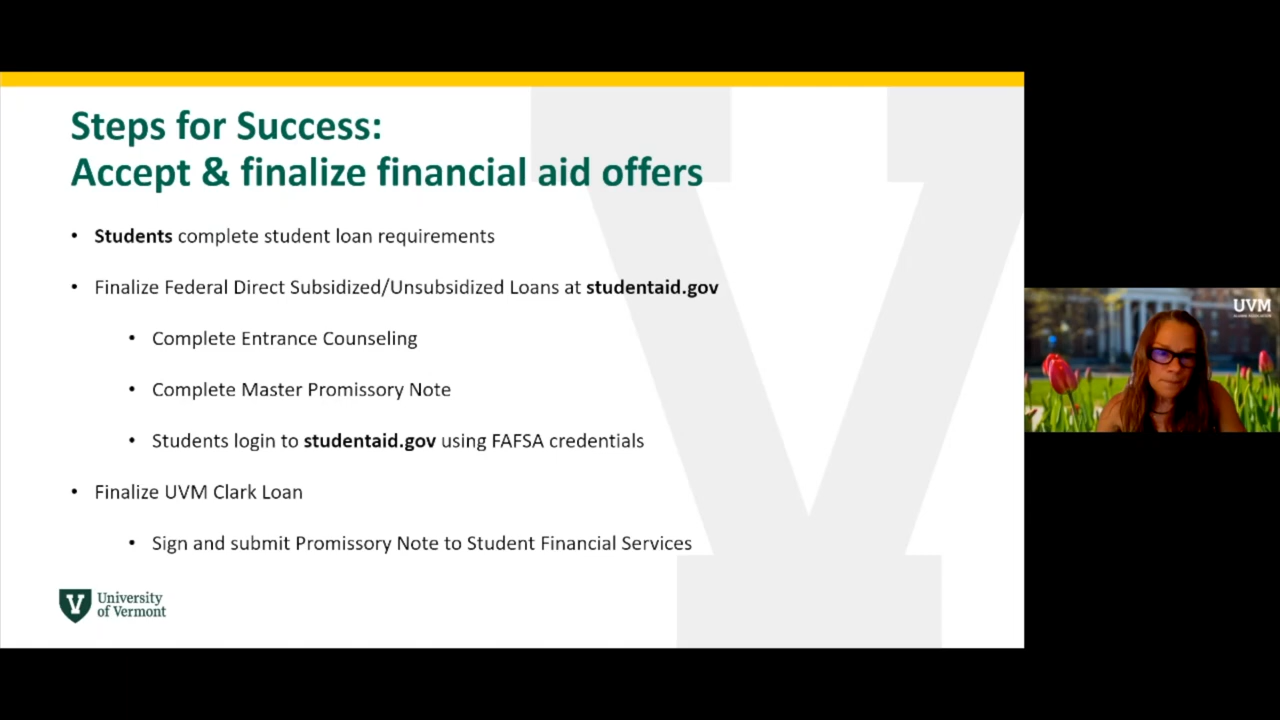 Steps for Success:
Accept & finalize financial aid offers
• Students complete student loan requirements
• Finalize Federal Direct Subsidized/Unsubsidized Loans at studentaid.gov
• Complete Entrance Counseling
• Complete Master Promissory Note
• Students login to studentaid.gov using FAFSA credentials
• Finalize UVM Clark Loan
• Sign and submit Promissory Note to Student Financial Services
University
of Vermont
UVM